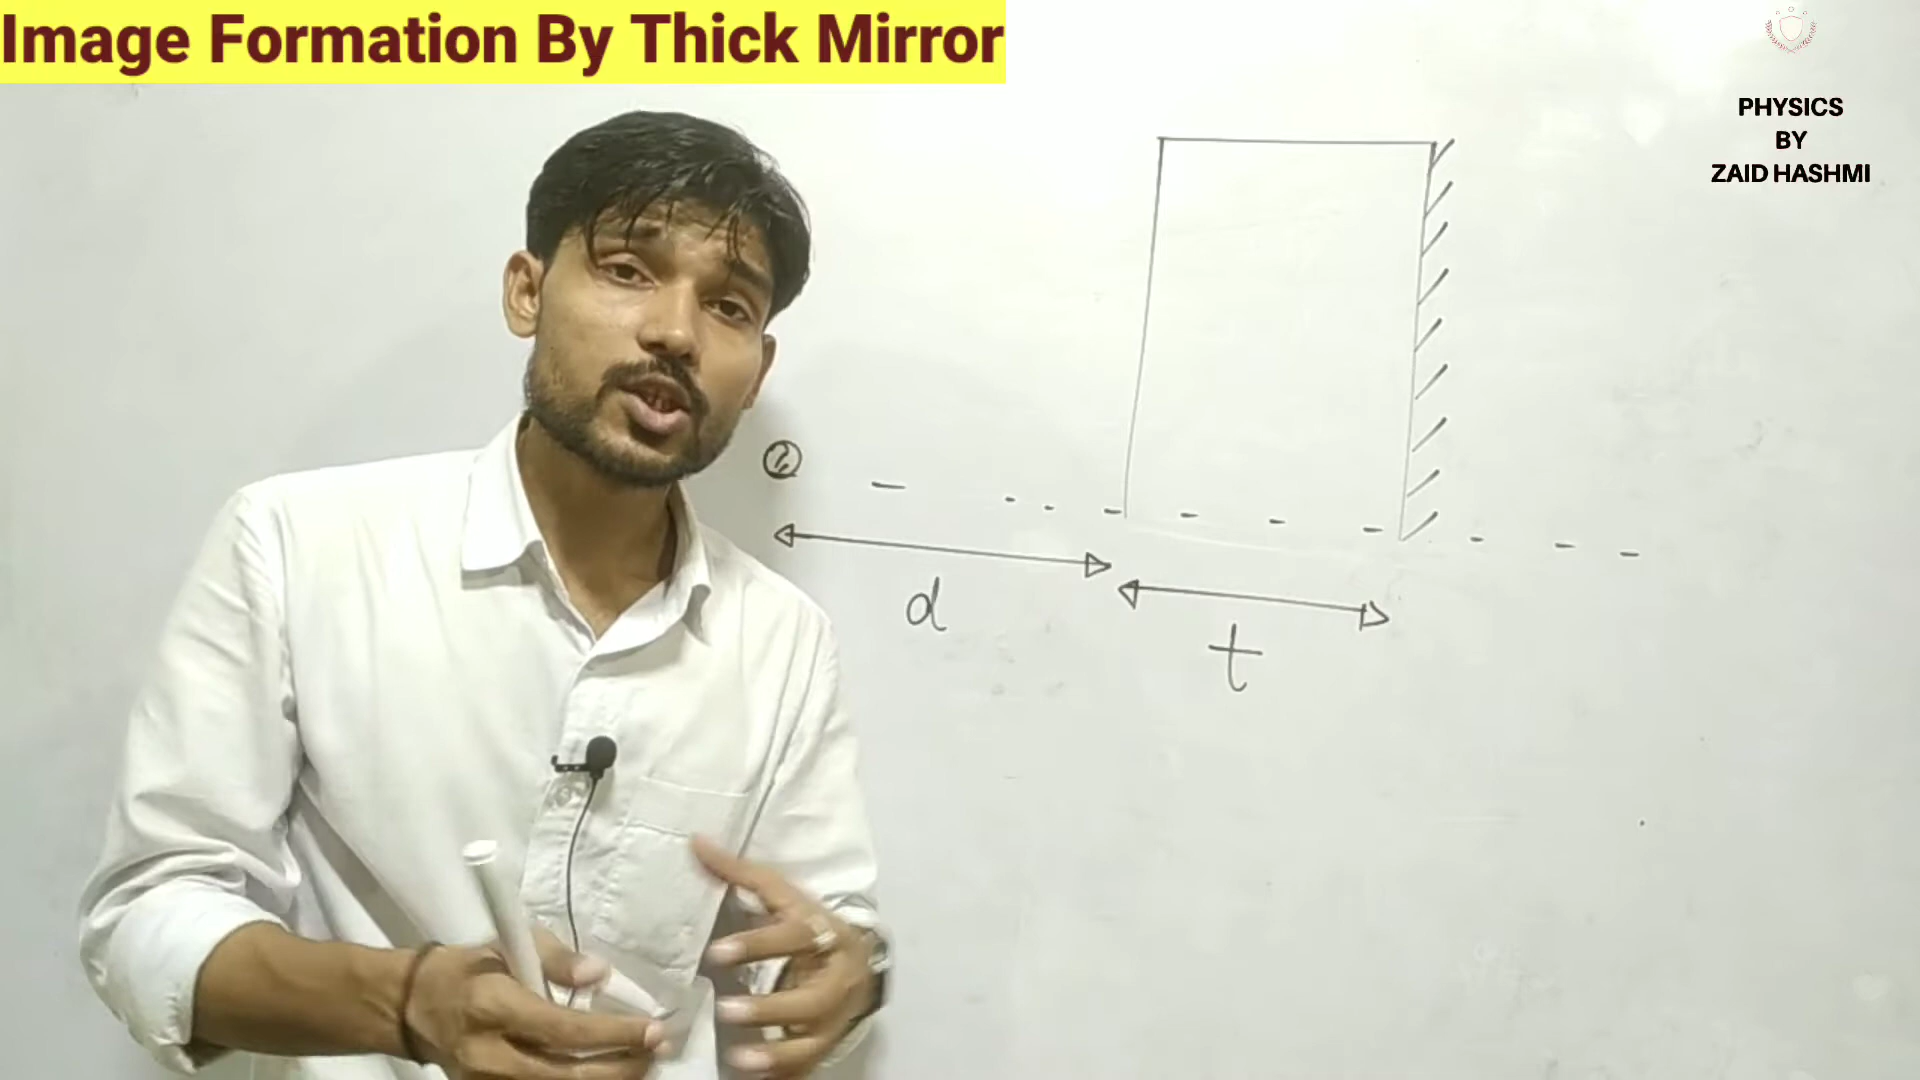 Image Formation By Thick Mirror
PHYSICS
BY
ZAID HASHMI
d
t